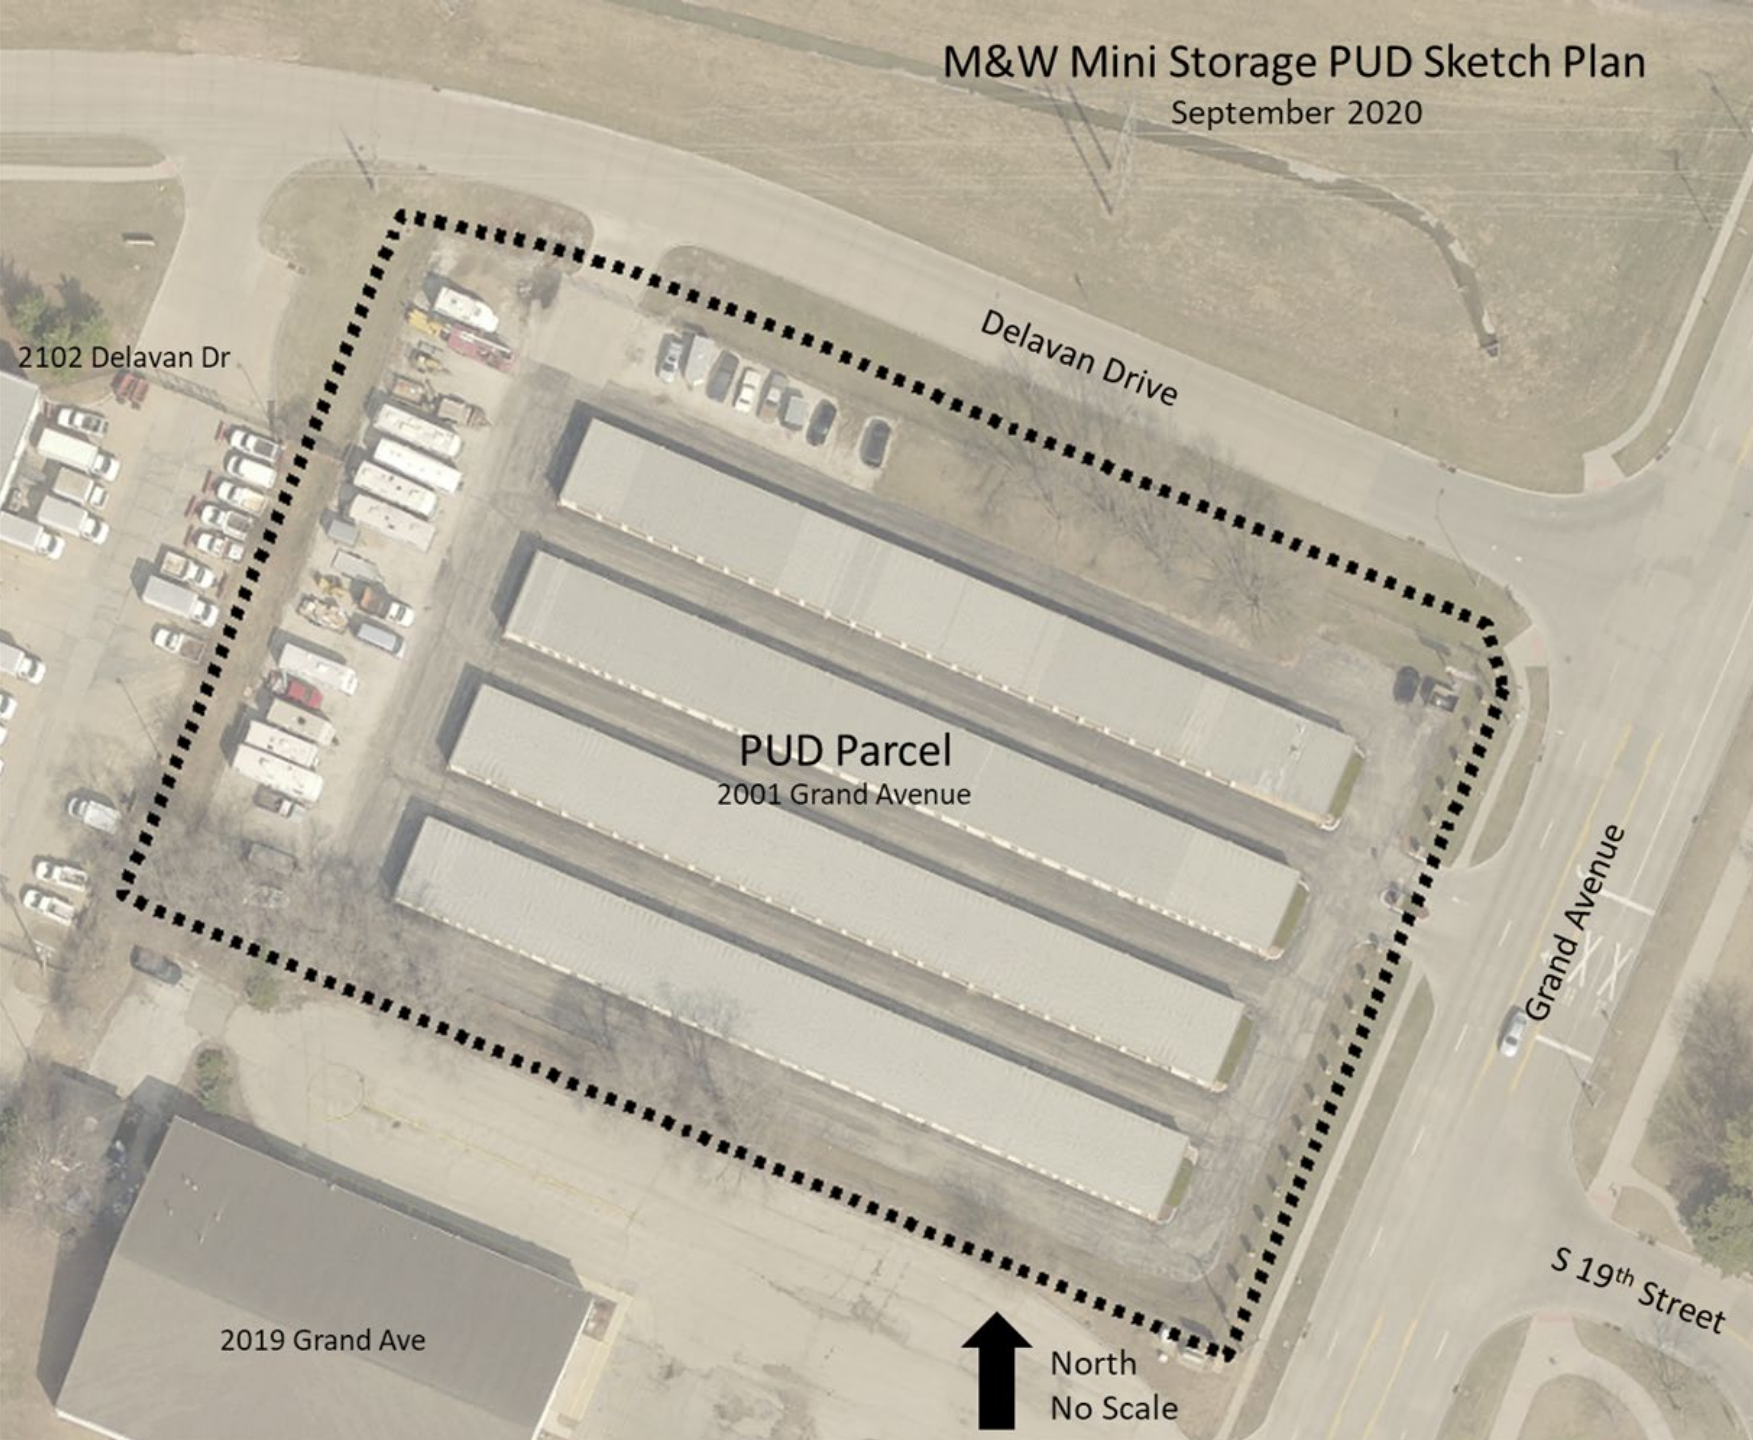 M&W Mini Storage PUD Sketch Plan
September 2020
Delavan Drive
2102 Delavan Dr
PUD Parcel
2001 Grand Avenue
Grand Avenue
S 19th Street
2019 Grand Ave
North
No Scale